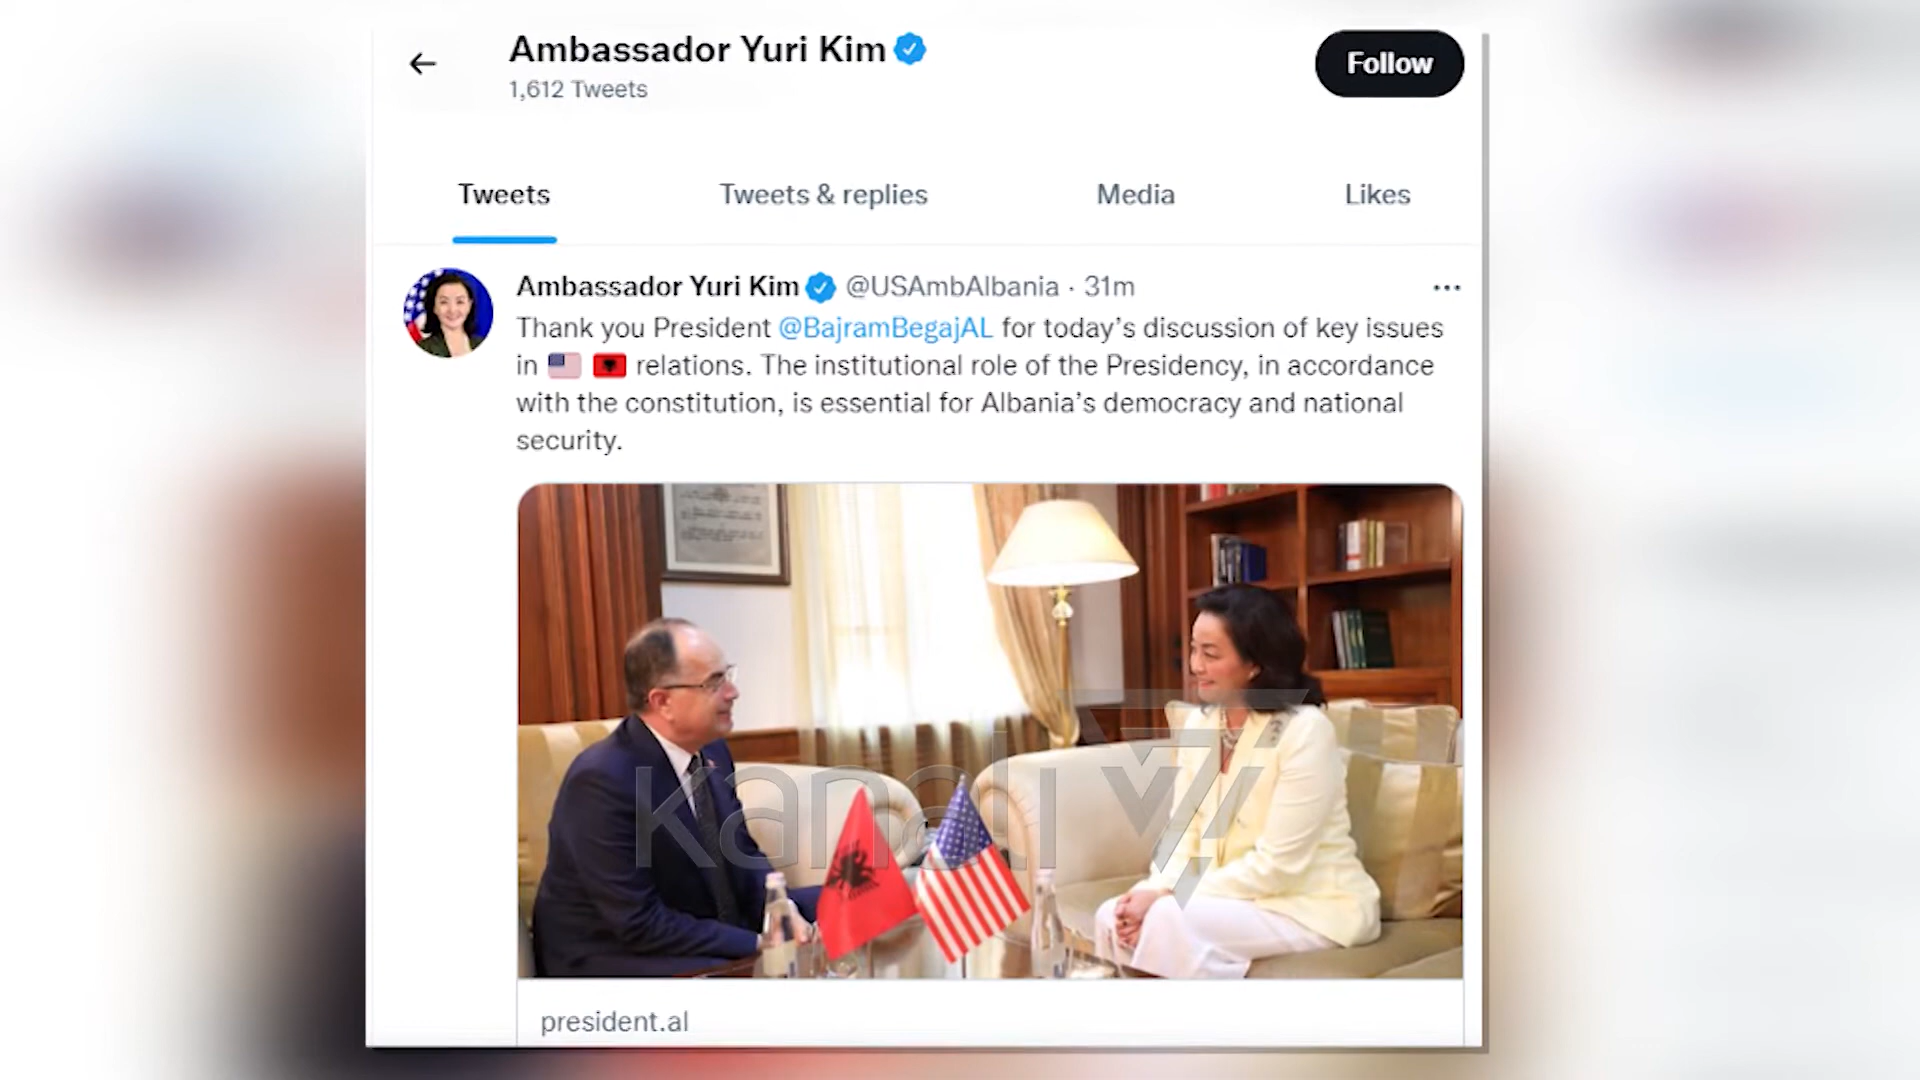 Ambassador Yuri Kim
1,612 Tweets
Follow
Tweets
Tweets & replies
Media
Likes
Ambassador Yuri Kim @USAmbAlbania · 31m
Thank you President @BajramBegajAL for today's discussion of key issues
in 🇺🇸 🇦🇱 relations. The institutional role of the Presidency, in accordance
with the constitution, is essential for Albania's democracy and national
security.
kanali 7
president.al